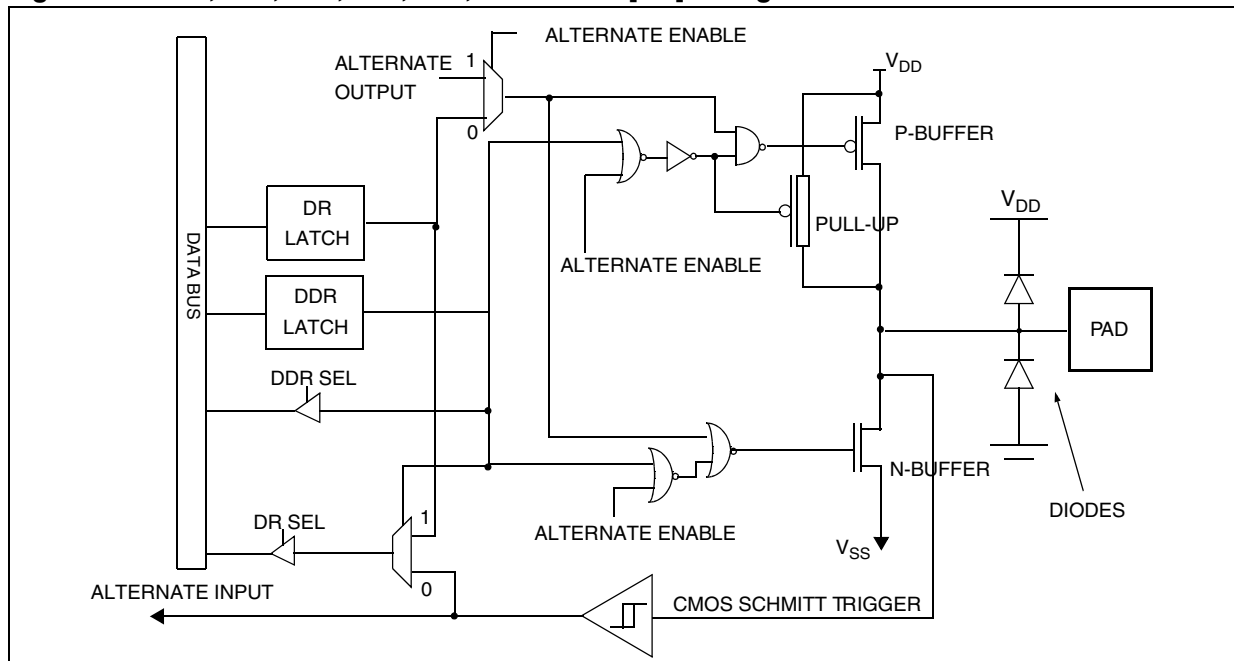 ALTERNATE ENABLE
ALTERNATE
OUTPUT
1
0
VDD
P-BUFFER
DR
LATCH
DATA BUS
PULL-UP
VDD
ALTERNATE ENABLE
DDR
LATCH
PAD
DDR SEL
N-BUFFER
DIODES
ALTERNATE ENABLE
DR SEL
1
0
VSS
ALTERNATE INPUT
CMOS SCHMITT TRIGGER